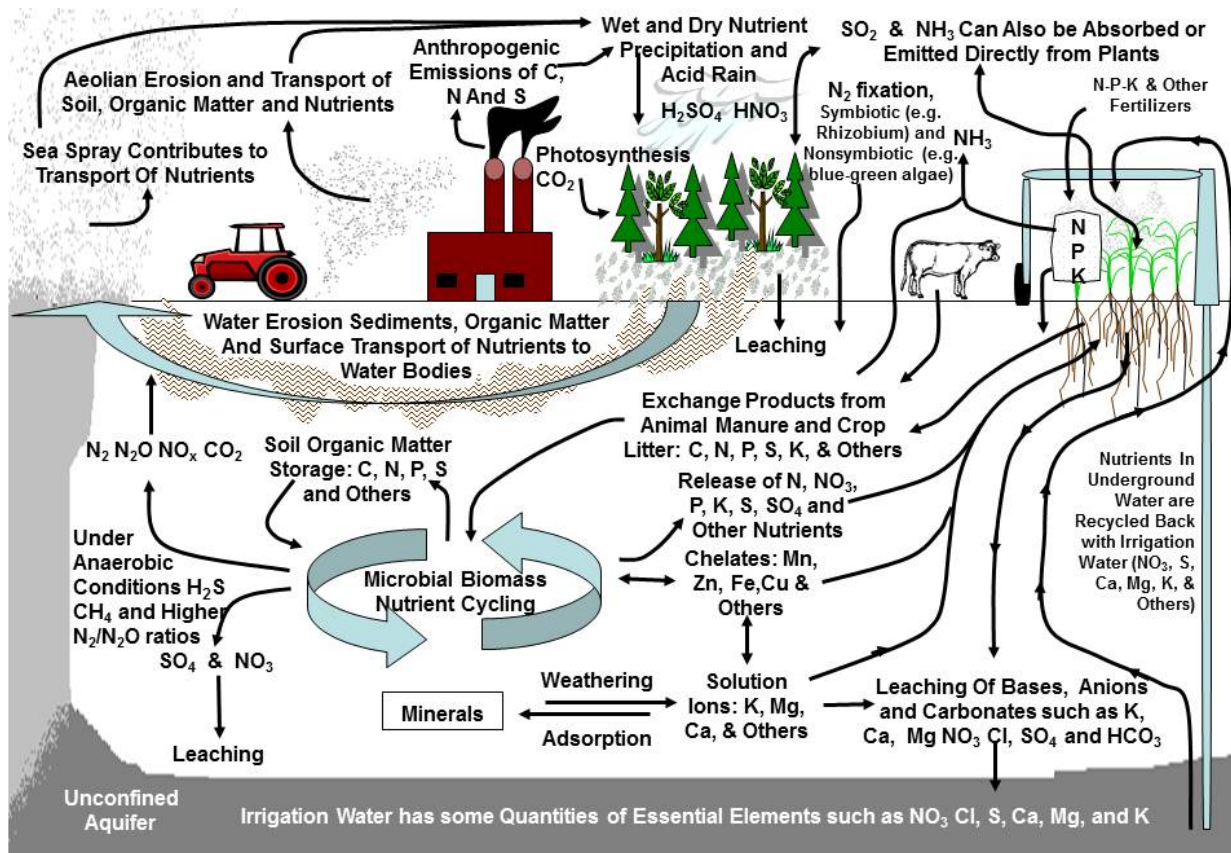 Wet and Dry Nutrient
Precipitation and
Acid Rain
H₂SO₄ HNO₃
SO₂ & NH₃ Can Also be Absorbed or
Emitted Directly from Plants
Anthropogenic
Emissions of C,
N And S
Aeolian Erosion and Transport of
Soil, Organic Matter and Nutrients
Sea Spray Contributes to
Transport Of Nutrients
Photosynthesis
CO₂
N₂ fixation,
Symbiotic (e.g.
Rhizobium) and
Nonsymbiotic (e.g.
blue-green algae)
NH₃
N-P-K & Other
Fertilizers
N
P
K
Water Erosion Sediments, Organic Matter
And Surface Transport of Nutrients to
Water Bodies
Leaching
Exchange Products from
Animal Manure and Crop
Litter: C, N, P, S, K, & Others
N₂ N₂O NOₓ CO₂
Soil Organic Matter
Storage: C, N, P, S
and Others
Release of N, NO₃,
P, K, S, SO₄ and
Other Nutrients
Nutrients In
Underground
Water are
Recycled Back
with Irrigation
Water (NO₃, S,
Ca, Mg, K, &
Others)
Under
Anaerobic
Conditions H₂S
CH₄ and Higher
N₂/N₂O ratios
Microbial Biomass
Nutrient Cycling
Chelates: Mn,
Zn, Fe,Cu &
Others
SO₄ & NO₃
Leaching
Minerals
Weathering
Adsorption
Solution
Ions: K, Mg,
Ca, & Others
Leaching Of Bases, Anions
and Carbonates such as K,
Ca, Mg NO₃ Cl, SO₄ and HCO₃
Unconfined
Aquifer
Irrigation Water has some Quantities of Essential Elements such as NO₃ Cl, S, Ca, Mg, and K